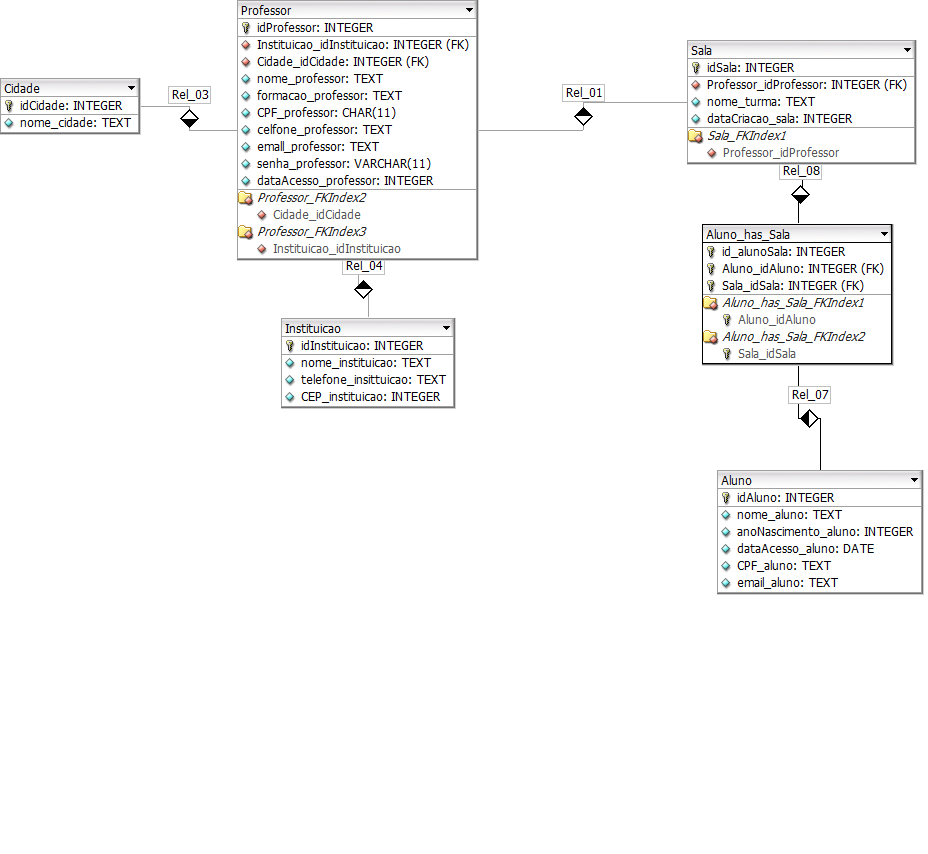 Professor
idProfessor: INTEGER
Instituicao_idInstituicao: INTEGER (FK)
Cidade_idCidade: INTEGER (FK)
nome_professor: TEXT
formacao_professor: TEXT
CPF_professor: CHAR(11)
celfone_professor: TEXT
emall_professor: TEXT
senha_professor: VARCHAR(11)
dataAcesso_professor: INTEGER
Professor_FKIndex2
Cidade_idCidade
Professor_FKIndex3
Instituicao_idInstituicao
Cidade
idCidade: INTEGER
nome_cidade: TEXT
Rel_03
Rel_01
Sala
idSala: INTEGER
Professor_idProfessor: INTEGER (FK)
nome_turma: TEXT
dataCriacao_sala: INTEGER
Sala_FKIndex1
Professor_idProfessor
Rel_08
Aluno_has_Sala
id_alunoSala: INTEGER
Aluno_idAluno: INTEGER (FK)
Sala_idSala: INTEGER (FK)
Aluno_has_Sala_FKIndex1
Aluno_idAluno
Aluno_has_Sala_FKIndex2
Sala_idSala
Rel_04
Instituicao
idInstituicao: INTEGER
nome_instituicao: TEXT
telefone_insittuicao: TEXT
CEP_instituicao: INTEGER
Rel_07
Aluno
idAluno: INTEGER
nome_aluno: TEXT
anoNascimento_aluno: INTEGER
dataAcesso_aluno: DATE
CPF_aluno: TEXT
email_aluno: TEXT